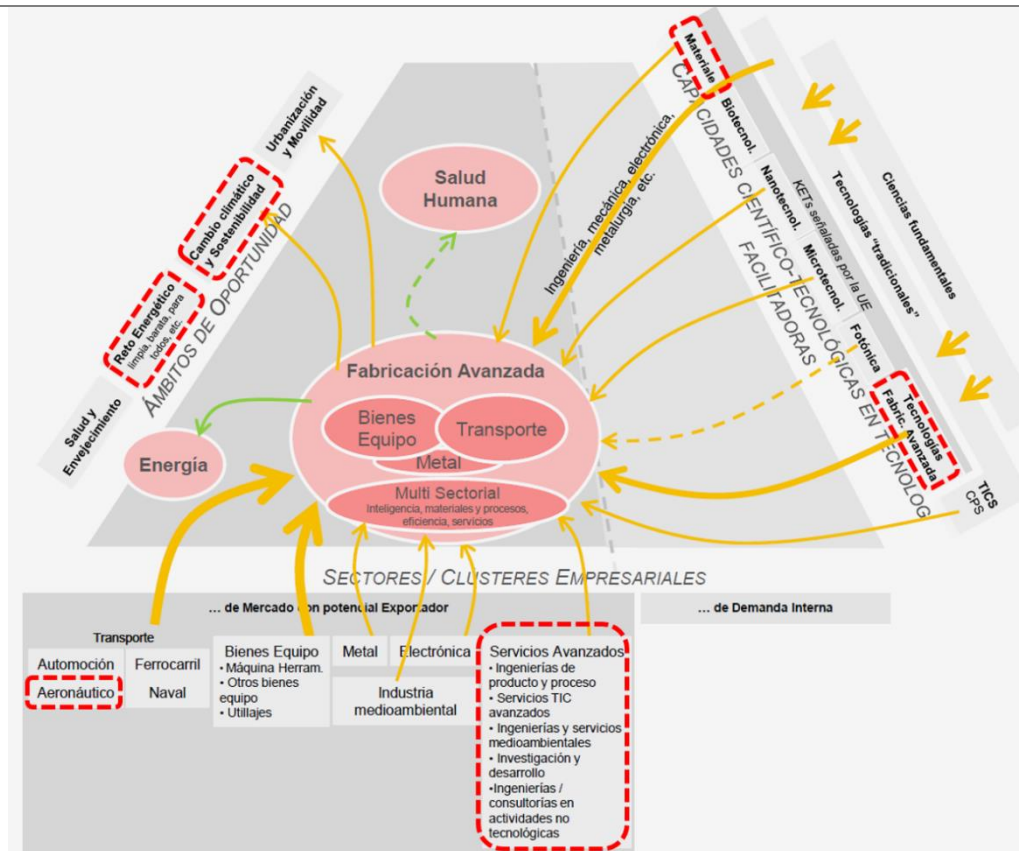 Urbanización
y Movilidad
Cambio climático
y Sostenibilidad
Reto Energético
limpia, barata, para
todos, etc.
Salud y
Envejecimiento
ÁMBITOS DE OPORTUNIDAD
Salud
Humana
Energía
Fabricación Avanzada
Bienes
Equipo
Transporte
Metal
Multi Sectorial
Inteligencia, materiales y procesos,
eficiencia, servicios
Ingeniería, mecánica, electrónica,
metalurgia, etc.
Materiale
Biotecnol.
Nanotecnol.
Microtecnol.
Fotónica
Tecnologías
Fabric. Avanzada
TICS
CPS
KETs señaladas por la UE
Tecnologías "tradicionales"
Ciencias fundamentales
CAPACIDADES CIENTÍFICO-TECNOLÓGICAS EN TECNOLOG
FACILITADORAS
SECTORES / CLUSTERES EMPRESARIALES
... de Mercado con potencial Exportador
... de Demanda Interna
Transporte
Automoción
Ferrocarril
Aeronáutico
Naval
Bienes Equipo
• Máquina Herram.
• Otros bienes
equipo
• Utillajes
Metal
Electrónica
Industria
medioambiental
Servicios Avanzados
• Ingenierías de
producto y proceso
• Servicios TIC
avanzados
• Ingenierías y servicios
medioambientales
• Investigación y
desarrollo
•Ingenierías /
consultorías en
actividades no
tecnológicas